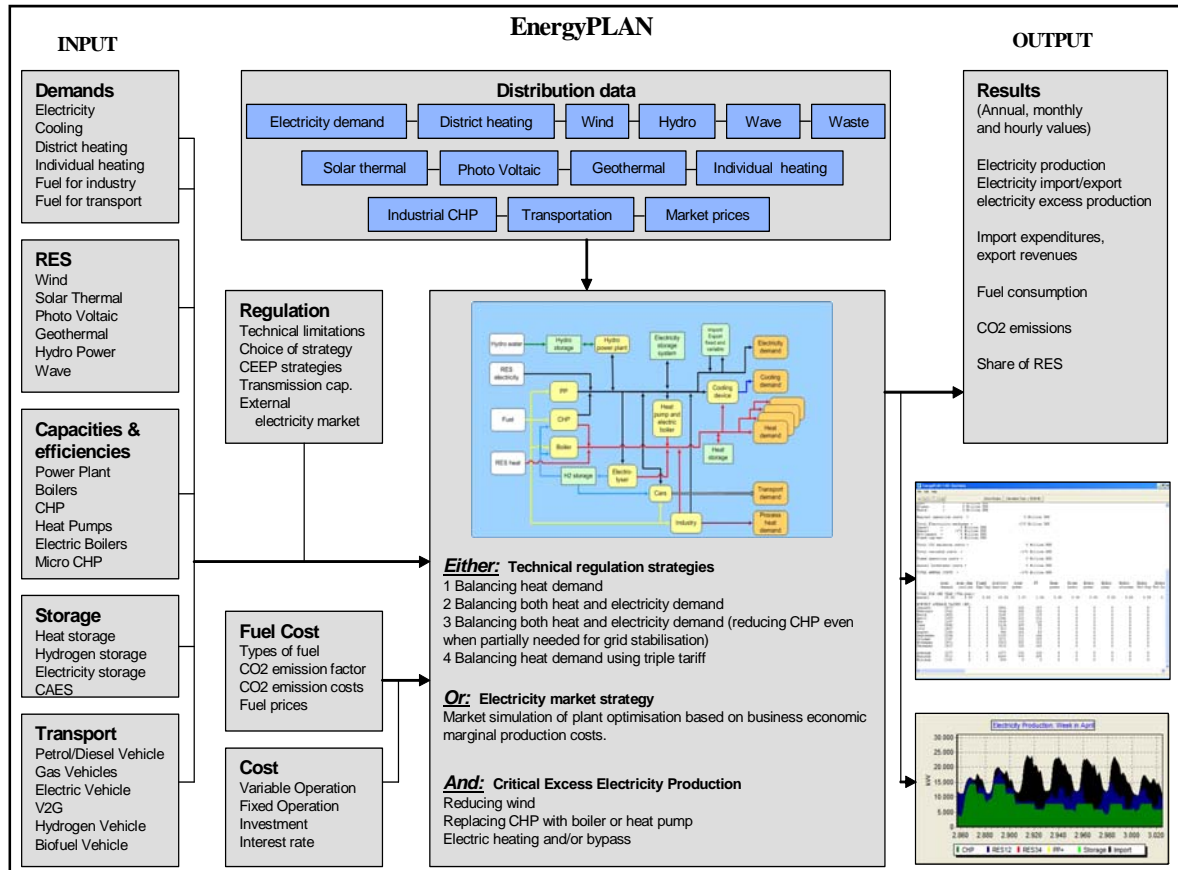 EnergyPLAN
INPUT
OUTPUT
Demands
Electricity
Cooling
District heating
Individual heating
Fuel for industry
Fuel for transport
RES
Wind
Solar Thermal
Photo Voltaic
Geothermal
Hydro Power
Wave
Capacities &
efficiencies
Power Plant
Boilers
CHP
Heat Pumps
Electric Boilers
Micro CHP
Storage
Heat storage
Hydrogen storage
Electricity storage
CAES
Transport
Petrol/Diesel Vehicle
Gas Vehicles
Electric Vehicle
V2G
Hydrogen Vehicle
Biofuel Vehicle
Distribution data
Electricity demand
District heating
Wind
Hydro
Wave
Waste
Solar thermal
Photo Voltaic
Geothermal
Individual heating
Industrial CHP
Transportation
Market prices
Regulation
Technical limitations
Choice of strategy
CEEP strategies
Transmission cap.
External
electricity market
Fuel Cost
Types of fuel
CO2 emission factor
CO2 emission costs
Fuel prices
Cost
Variable Operation
Fixed Operation
Investment
Interest rate
Hydro water
Hydro
storage
Hydro
power plant
Electricity
storage
system
Import
Export
fixed and
variable
Electricity
demand
RES
electricity
PP
Cooling
device
Cooling
demand
Fuel
CHP
Heat
pump and
electric
boiler
Heat
demand
Boiler
RES heat
Heat
storage
H2 storage
Electro-
lyser
Cars
Transport
demand
Industry
Process
heat
demand
Either: Technical regulation strategies
1 Balancing heat demand
2 Balancing both heat and electricity demand
3 Balancing both heat and electricity demand (reducing CHP even
when partially needed for grid stabilisation)
4 Balancing heat demand using triple tariff
Or: Electricity market strategy
Market simulation of plant optimisation based on business economic
marginal production costs.
And: Critical Excess Electricity Production
Reducing wind
Replacing CHP with boiler or heat pump
Electric heating and/or bypass
Results
(Annual, monthly
and hourly values)
Electricity production
Electricity import/export
electricity excess production
Import expenditures,
export revenues
Fuel consumption
CO2 emissions
Share of RES
Electricity Production: Week in April
kW
30.000
25.000
20.000
15.000
10.000
5.000
0
2.860 2.880 2.900 2.920 2.940 2.960 2.980 3.000 3.020
CHP RES12 RES34 PP+ Storage Import